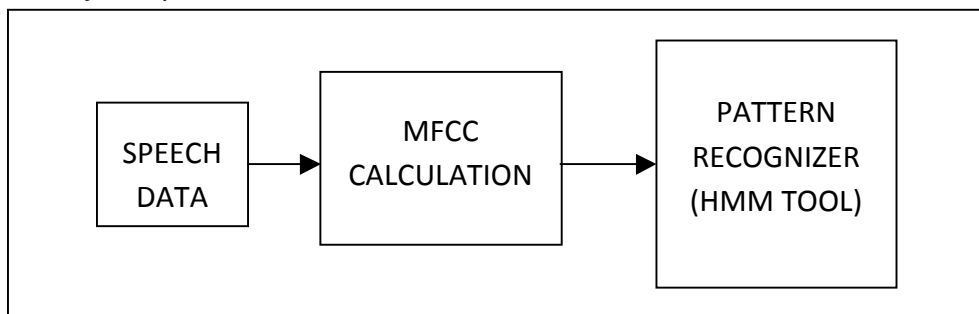 SPEECH
DATA
MFCC
CALCULATION
PATTERN
RECOGNIZER
(HMM TOOL)